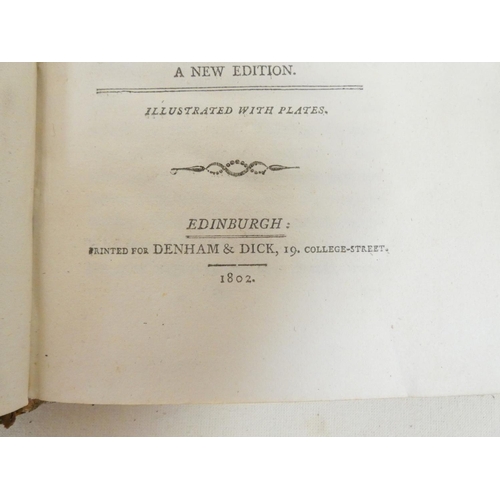 A NEW EDITION.
ILLUSTRATED WITH PLATES.
EDINBURGH:
PRINTED FOR DENHAM & DICK, 19. COLLEGE-STREET.
1802.